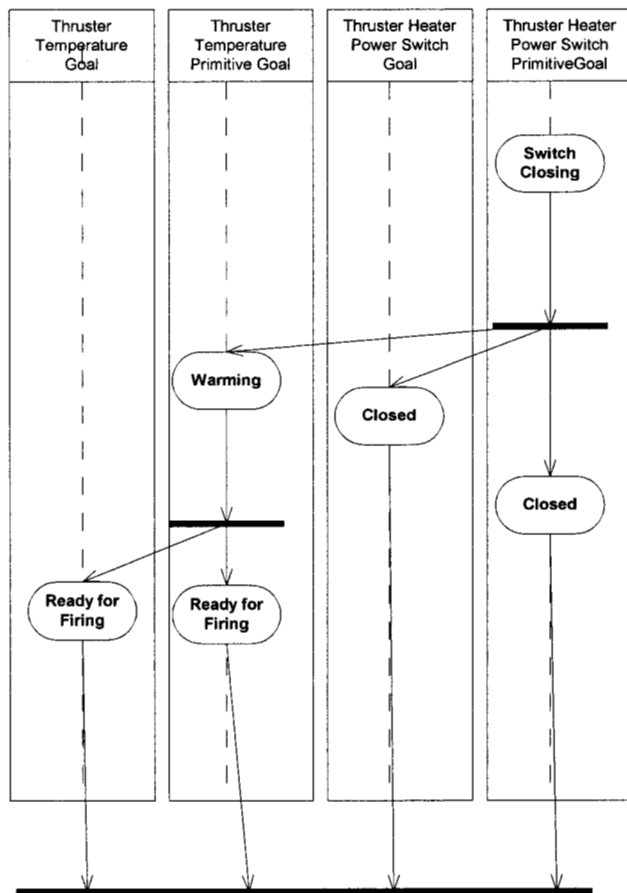 Thruster
Temperature
Goal
Thruster
Temperature
Primitive Goal
Thruster Heater
Power Switch
Goal
Thruster Heater
Power Switch
PrimitiveGoal
Switch
Closing
Warming
Closed
Closed
Ready for
Firing
Ready for
Firing